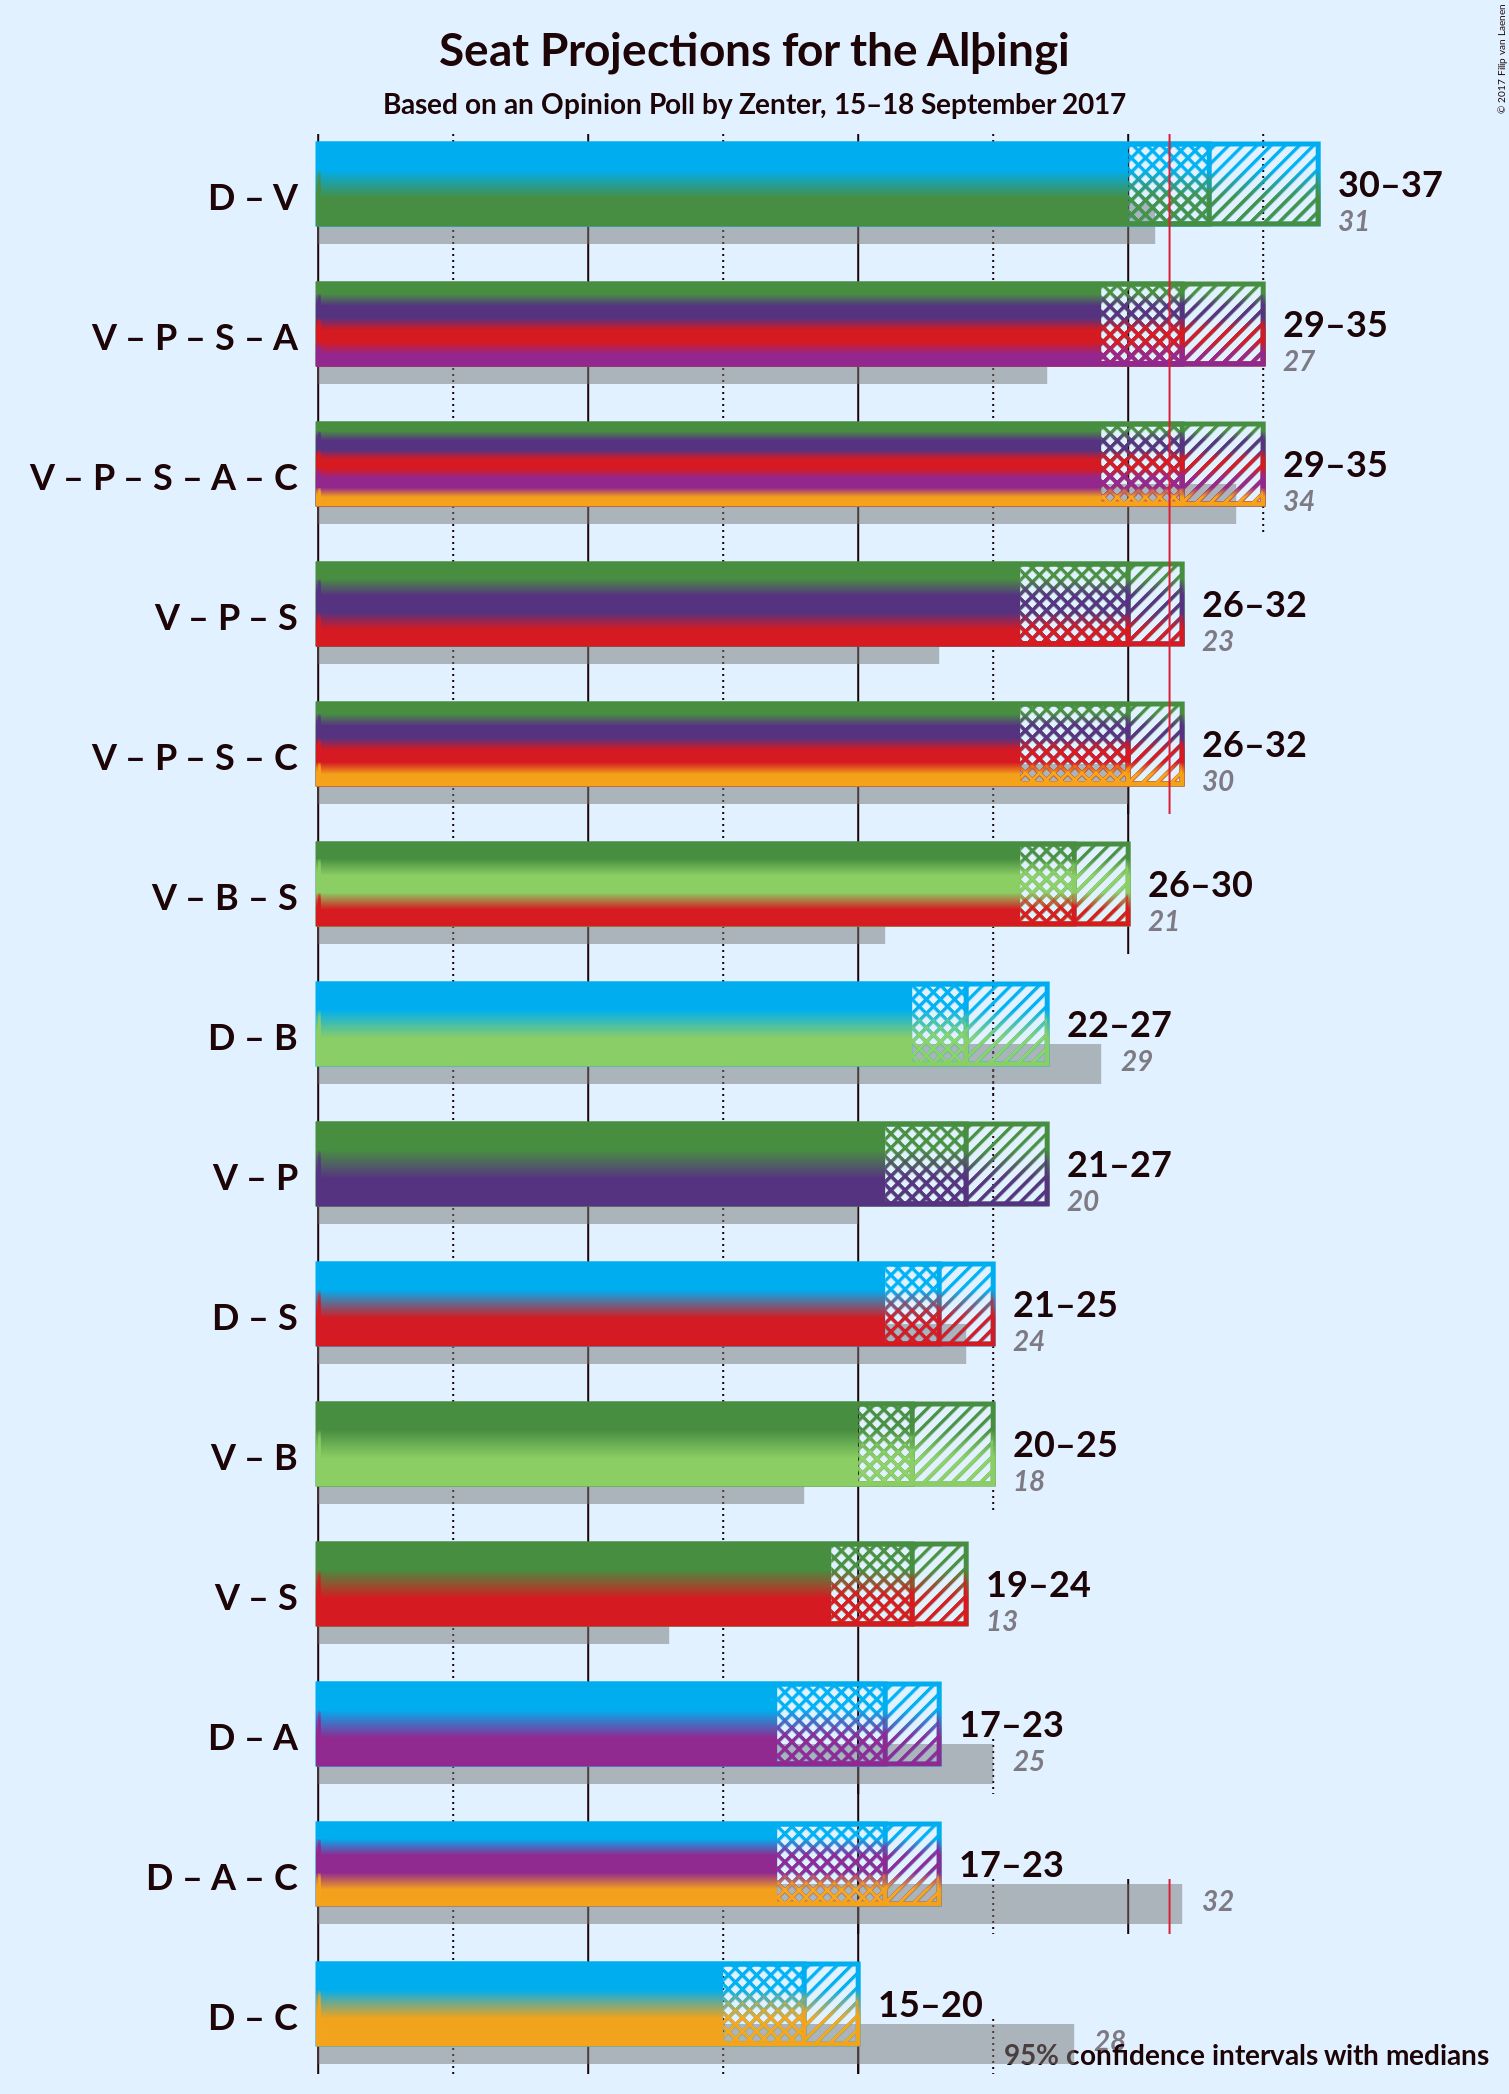 Seat Projections for the Alþingi
Based on an Opinion Poll by Zenter, 15–18 September 2017
© 2017 Filip van Laenen
D – V
30–37
31
V – P – S – A
29–35
27
V – P – S – A – C
29–35
34
V – P – S
26–32
23
V – P – S – C
26–32
30
V – B – S
26–30
21
D – B
22–27
29
V – P
21–27
20
D – S
21–25
24
V – B
20–25
18
V – S
19–24
13
D – A
17–23
25
D – A – C
17–23
32
D – C
15–20
28
95% confidence intervals with medians